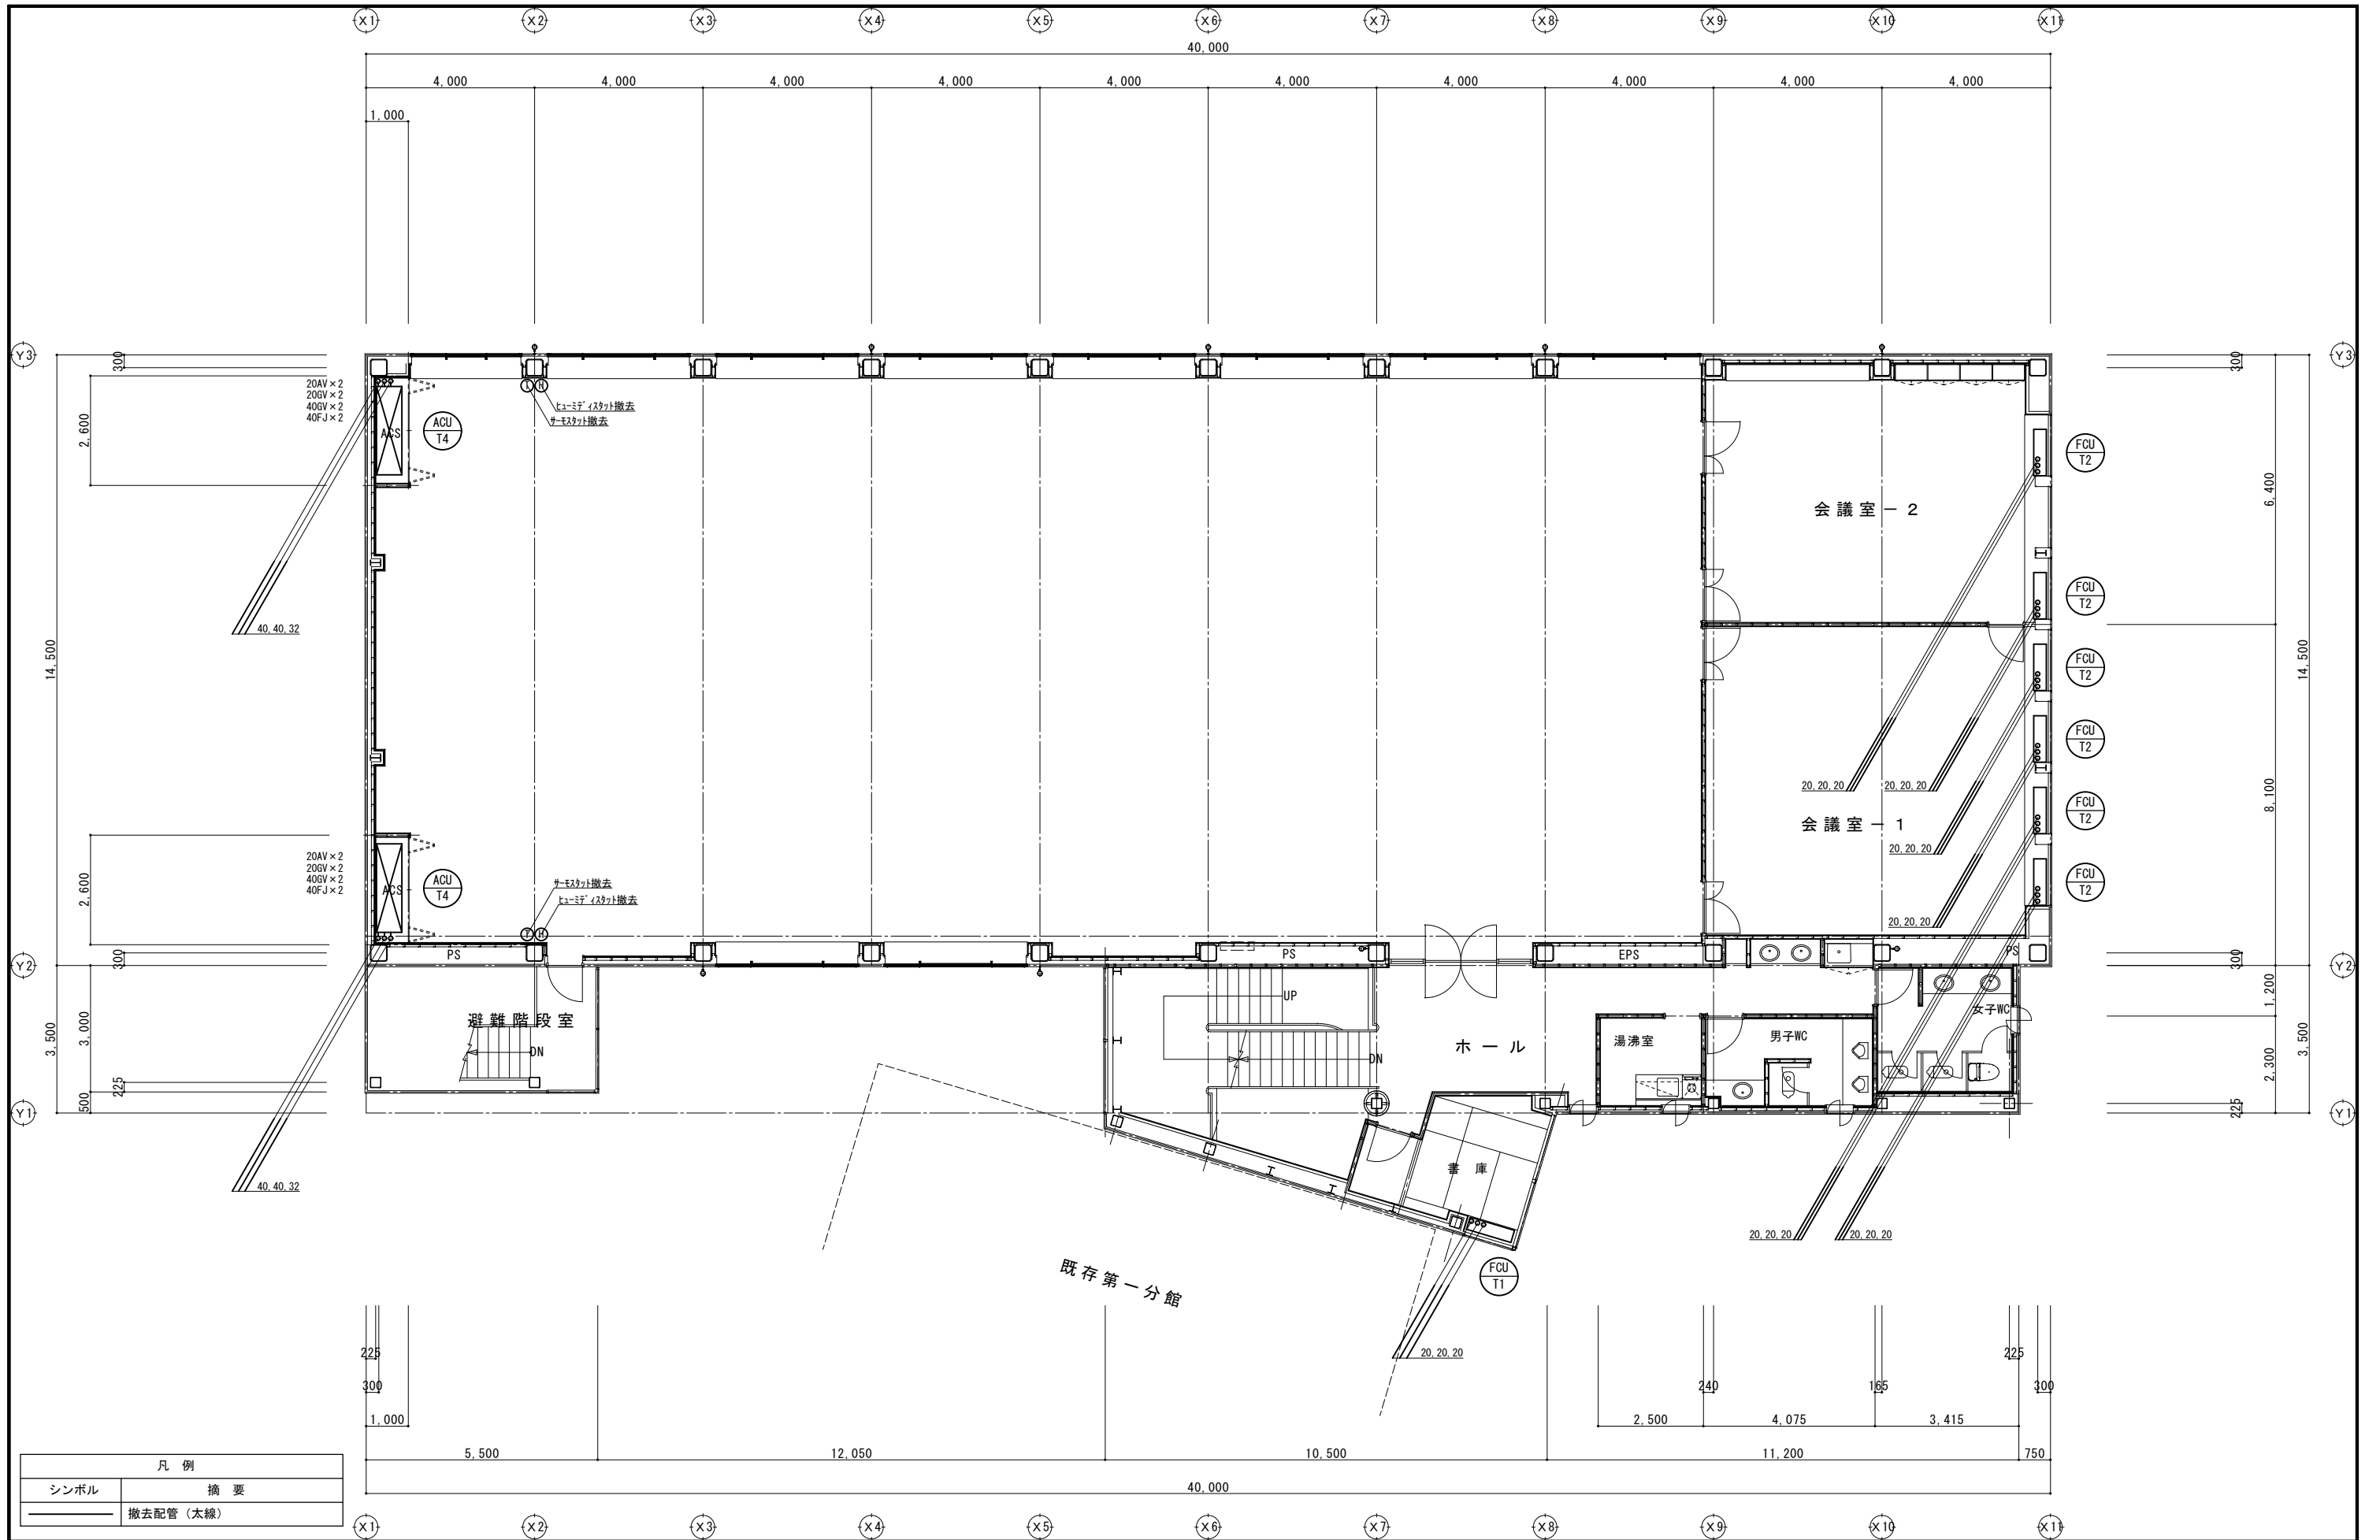 X1 X2 X3 X4 X5 X6 X7 X8 X9 X10 X11
40,000
4,000 4,000 4,000 4,000 4,000 4,000 4,000 4,000 4,000 4,000
1,000
Y3 300 300 Y3
20AV×2
20GV×2
40GV×2
40FJ×2
ACS
ACU
T4
ヒューミディスタット撤去
サーモスタット撤去
T H
2,600
40,40,32
14,500
FCU
T2
会議室－2
6,400
FCU
T2
FCU
T2
14,500
FCU
T2
20,20,20
20,20,20
8,100
FCU
T2
会議室－1
20,20,20
FCU
T2
20,20,20
20AV×2
20GV×2
40GV×2
40FJ×2
ACS
ACU
T4
サーモスタット撤去
ヒューミディスタット撤去
T H
2,600
PS PS EPS PS
Y2 300 300 Y2
UP
DN
避難階段室
DN
ホール
湯沸室
男子WC
女子WC
3,500
3,000
225
500
1,200
2,300
3,500
225
Y1 Y1
書庫
40,40,32
20,20,20
20,20,20
既存第一分館
FCU
T1
20,20,20
225 225
300 240 165 300
1,000 2,500 4,075 3,415
5,500 12,050 10,500 11,200 750
40,000
凡 例
シンボル 摘 要
撤去配管（太線）
X1 X2 X3 X4 X5 X6 X7 X8 X9 X10 X11